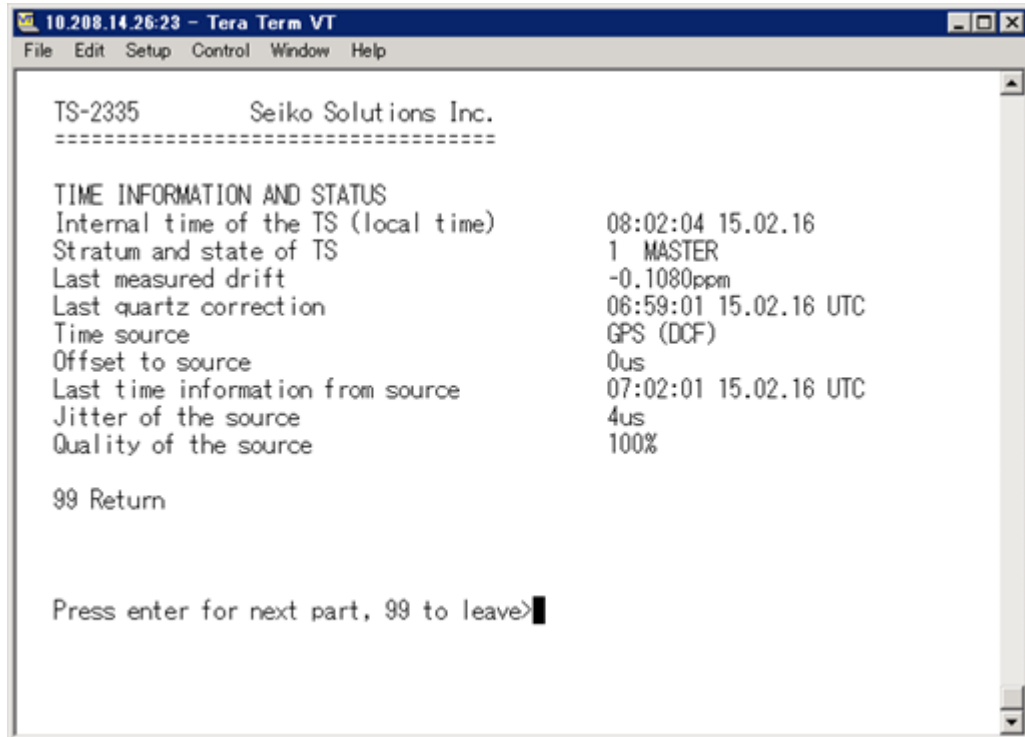 10.208.14.26:23 - Tera Term VT
File Edit Setup Control Window Help
TS-2335 Seiko Solutions Inc.
====================================
TIME INFORMATION AND STATUS
Internal time of the TS (local time) 08:02:04 15.02.16
Stratum and state of TS 1 MASTER
Last measured drift -0.1080ppm
Last quartz correction 06:59:01 15.02.16 UTC
Time source GPS (DCF)
Offset to source 0us
Last time information from source 07:02:01 15.02.16 UTC
Jitter of the source 4us
Quality of the source 100%
99 Return
Press enter for next part, 99 to leave>